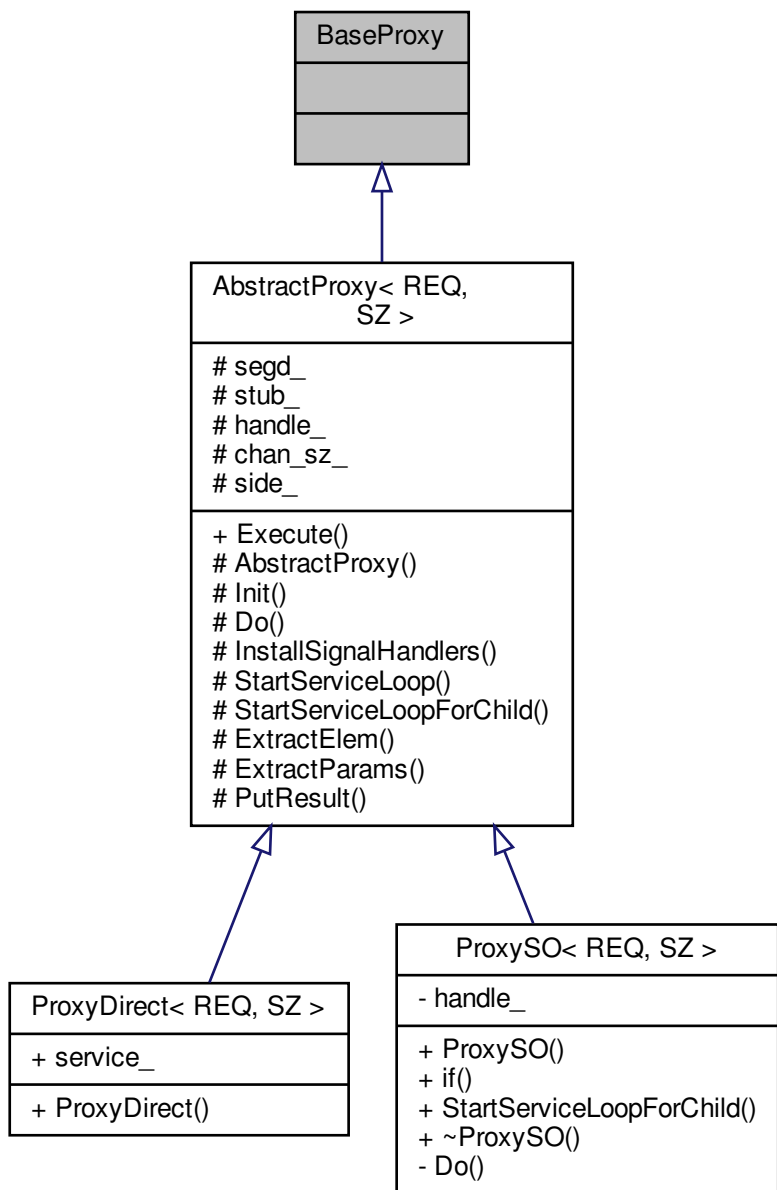 BaseProxy
AbstractProxy< REQ,
SZ >
# segd_
# stub_
# handle_
# chan_sz_
# side_
+ Execute()
# AbstractProxy()
# Init()
# Do()
# InstallSignalHandlers()
# StartServiceLoop()
# StartServiceLoopForChild()
# ExtractElem()
# ExtractParams()
# PutResult()
ProxyDirect< REQ, SZ >
+ service_
+ ProxyDirect()
ProxySO< REQ, SZ >
- handle_
+ ProxySO()
+ if()
+ StartServiceLoopForChild()
+ ~ProxySO()
- Do()